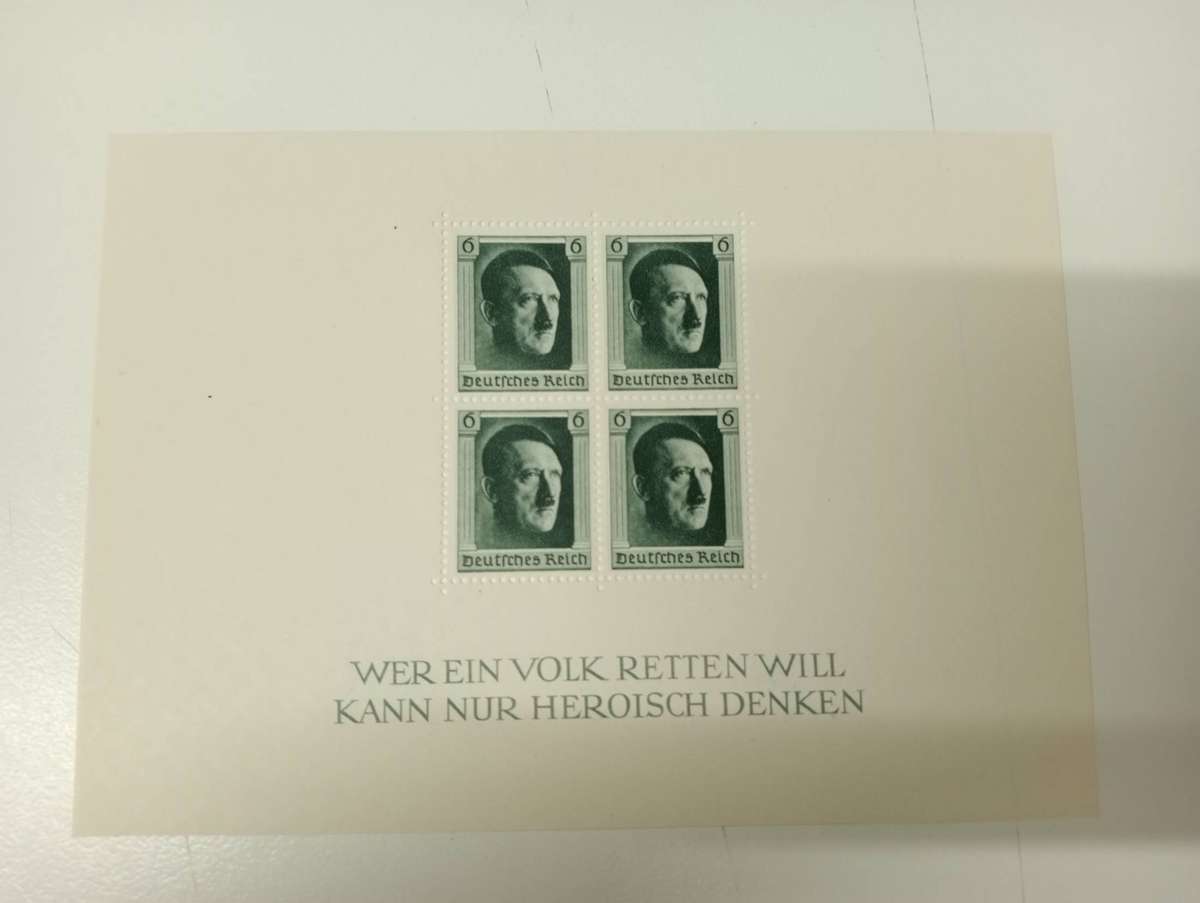 6 6 6 6
Deutſches Reich Deutſches Reich
6 6 6 6
Deutſches Reich Deutſches Reich
WER EIN VOLK RETTEN WILL
KANN NUR HEROISCH DENKEN